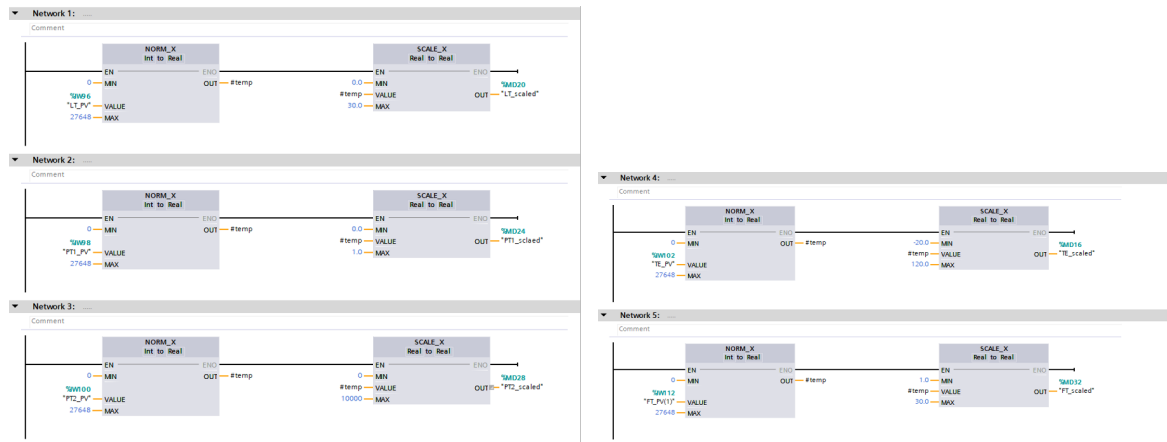 Network 1: ....
Comment
NORM_X
Int to Real
EN ENO
0 MIN OUT #temp
%IW96
"LT_PV" VALUE
27648 MAX
SCALE_X
Real to Real
EN ENO
0.0 MIN
%MD20
#temp VALUE OUT "LT_scaled"
30.0 MAX
Network 2: ....
Comment
NORM_X
Int to Real
EN ENO
0 MIN OUT #temp
%IW98
"PT1_PV" VALUE
27648 MAX
SCALE_X
Real to Real
EN ENO
0.0 MIN
%MD24
#temp VALUE OUT "PT1_sclaed"
1.0 MAX
Network 3: ....
Comment
NORM_X
Int to Real
EN ENO
0 MIN OUT #temp
%IW100
"PT2_PV" VALUE
27648 MAX
SCALE_X
Real to Real
EN ENO
0 MIN
%MD28
#temp VALUE OUT "PT2_scaled"
10000 MAX
Network 4: ....
Comment
NORM_X
Int to Real
EN ENO
0 MIN OUT #temp
%IW102
"TE_PV" VALUE
27648 MAX
SCALE_X
Real to Real
EN ENO
-20.0 MIN
%MD16
#temp VALUE OUT "TE_scaled"
120.0 MAX
Network 5: ....
Comment
NORM_X
Int to Real
EN ENO
0 MIN OUT #temp
%IW112
"FT_PV(1)" VALUE
27648 MAX
SCALE_X
Real to Real
EN ENO
1.0 MIN
%MD32
#temp VALUE OUT "FT_scaled"
30.0 MAX